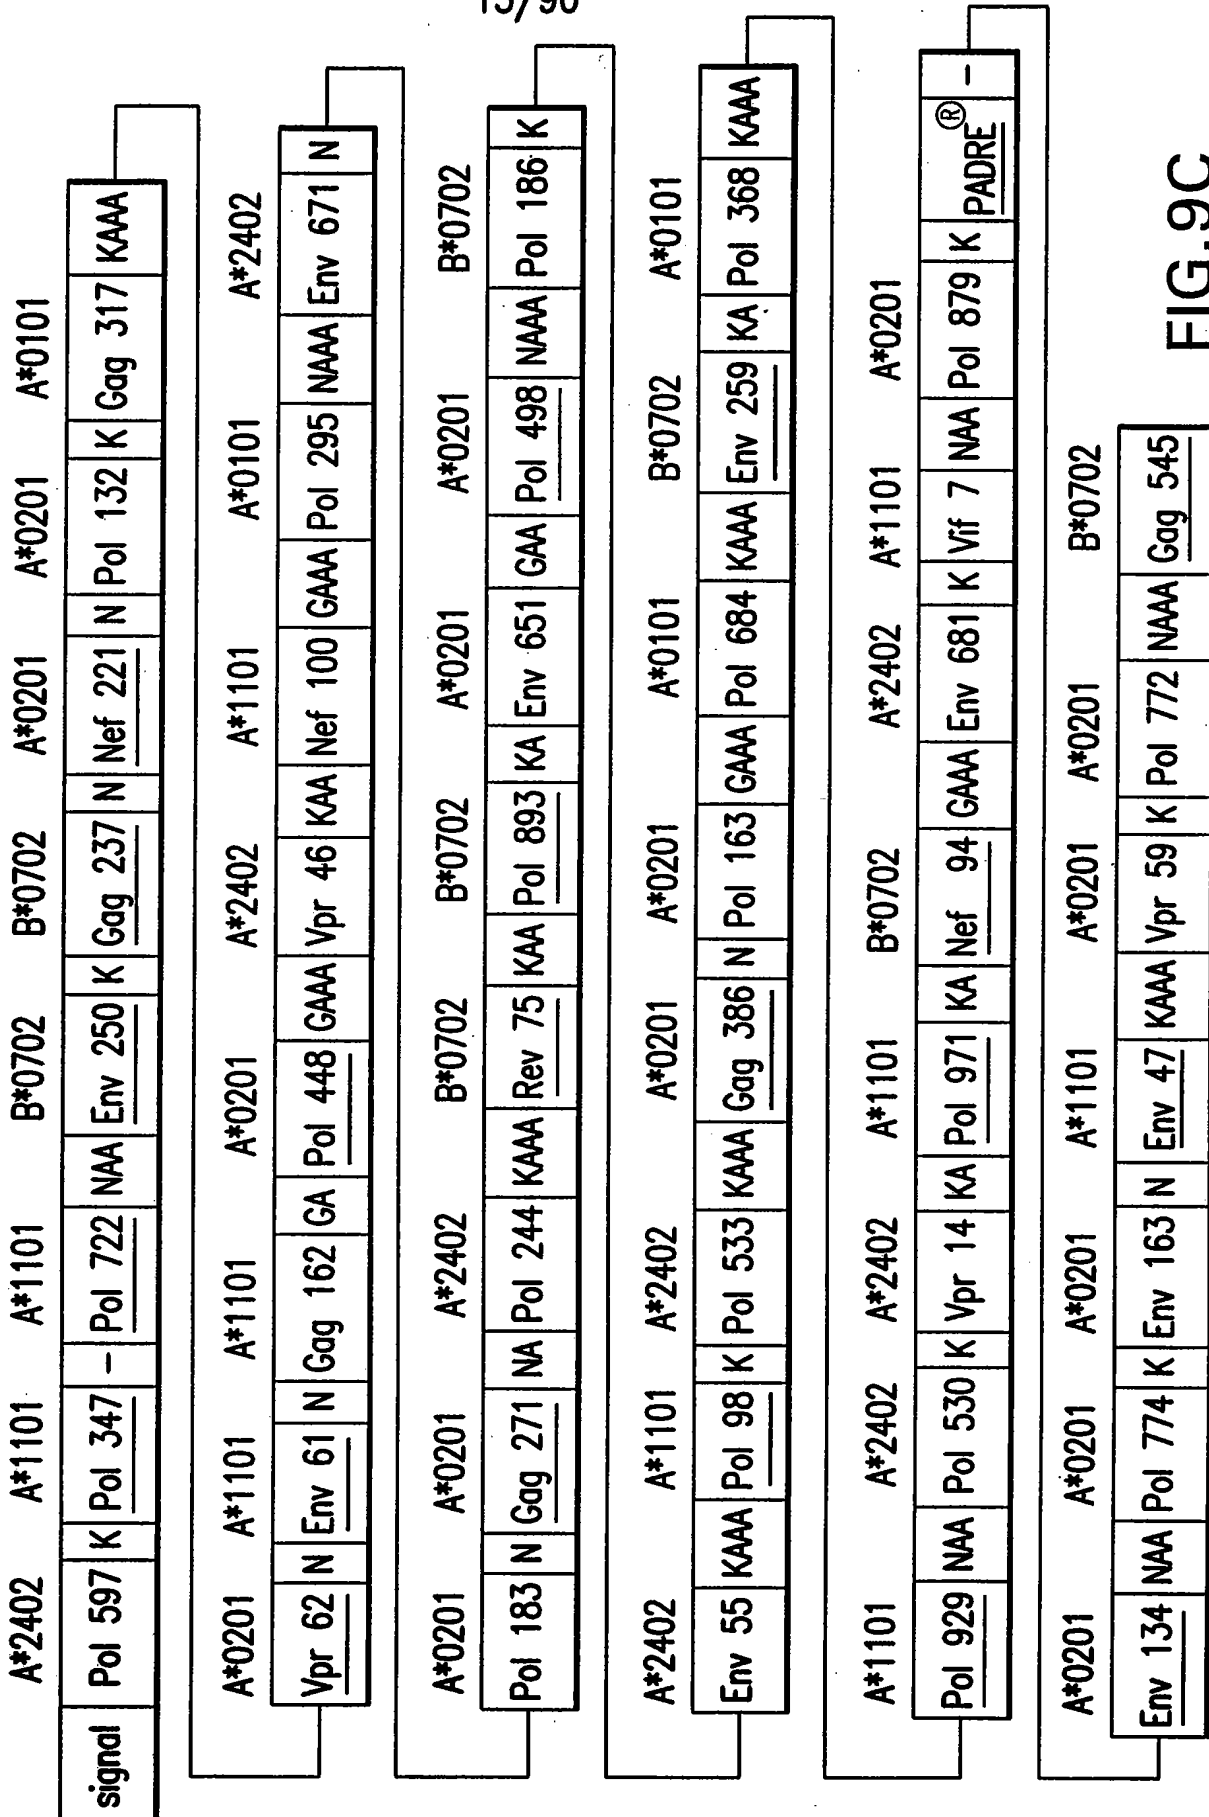 A*2402 A*1101 A*1101 B*0702 B*0702 A*0201 A*0201 A*0101
signal Pol 597 K Pol 347 – Pol 722 NAA Env 250 K Gag 237 N Nef 221 N Pol 132 K Gag 317 KAAA
A*0201 A*1101 A*1101 A*0201 A*2402 A*1101 A*0101 A*2402
Vpr 62 N Env 61 N Gag 162 GA Pol 448 GAAA Vpr 46 KAA Nef 100 GAAA Pol 295 NAAA Env 671 N
A*0201 A*0201 A*2402 B*0702 B*0702 A*0201 A*0201 B*0702
Pol 183 N Gag 271 NA Pol 244 KAAA Rev 75 KAA Pol 893 KA Env 651 GAA Pol 498 NAAA Pol 186 K
A*2402 A*1101 A*2402 A*0201 A*0201 A*0101 B*0702 A*0101
Env 55 KAAA Pol 98 K Pol 533 KAAA Gag 386 N Pol 163 GAAA Pol 684 KAAA Env 259 KA Pol 368 KAAA
A*1101 A*2402 A*2402 A*1101 B*0702 A*2402 A*1101 A*0201
Pol 929 NAA Pol 530 K Vpr 14 KA Pol 971 KA Nef 94 GAAA Env 681 K Vif 7 NAA Pol 879 K PADRE® –
A*0201 A*0201 A*0201 A*1101 A*0201 A*0201 B*0702
Env 134 NAA Pol 774 K Env 163 N Env 47 KAAA Vpr 59 K Pol 772 NAAA Gag 545
FIG.9C